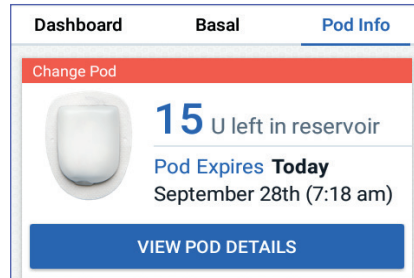 Dashboard Basal Pod Info
Change Pod
15 U left in reservoir
Pod Expires Today
September 28th (7:18 am)
VIEW POD DETAILS